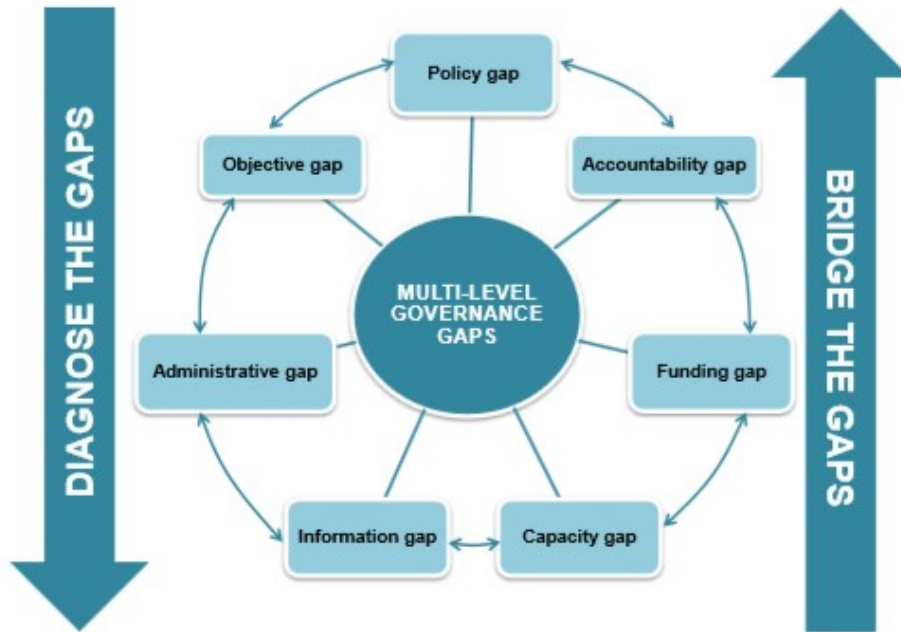 DIAGNOSE THE GAPS
Policy gap
Objective gap
Accountability gap
MULTI-LEVEL
GOVERNANCE
GAPS
Administrative gap
Funding gap
Information gap
Capacity gap
BRIDGE THE GAPS